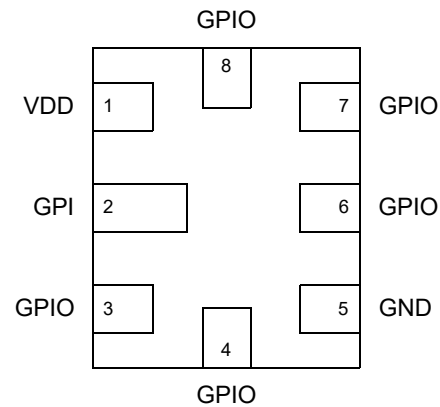 GPIO
8
VDD 1 7 GPIO
GPI 2 6 GPIO
GPIO 3 5 GND
4
GPIO